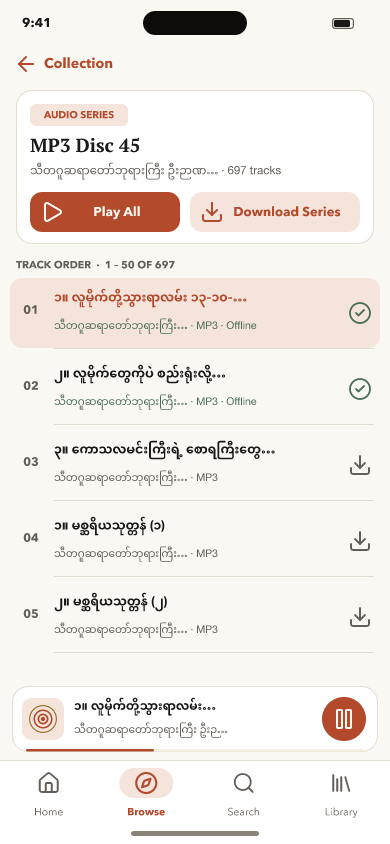 9:41
Collection
AUDIO SERIES
MP3 Disc 45
သီတဂူဆရာတော်ဘုရားကြီး ဦးဉာဏ... · 697 tracks
Play All
Download Series
TRACK ORDER · 1 - 50 OF 697
01
၁။ လူမိုက်တို့သွားရာလမ်း ၁၃-၁၀-...
သီတဂူဆရာတော်ဘုရားကြီး... · MP3 · Offline
02
၂။ လူမိုက်တွေကိုပဲ စည်းရုံးလို့...
သီတဂူဆရာတော်ဘုရားကြီး... · MP3 · Offline
03
၃။ ကောသလမင်းကြီးရဲ့ စောရကြီးတွေ...
သီတဂူဆရာတော်ဘုရားကြီး... · MP3
04
၁။ မစ္ဆရိယသုတ္တန် (၁)
သီတဂူဆရာတော်ဘုရားကြီး... · MP3
05
၂။ မစ္ဆရိယသုတ္တန် (၂)
သီတဂူဆရာတော်ဘုရားကြီး... · MP3
၁။ လူမိုက်တို့သွားရာလမ်း...
သီတဂူဆရာတော်ဘုရားကြီး ဦးဥ...
Home
Browse
Search
Library